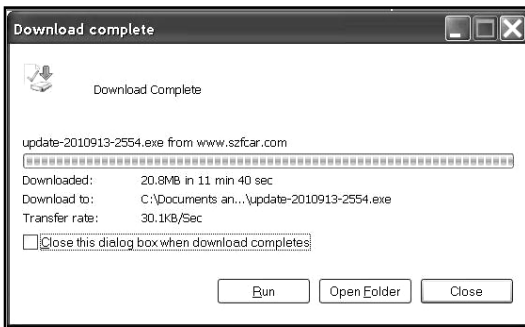 Download complete
Download Complete
update-2010913-2554.exe from www.szfcar.com
Downloaded: 20.8MB in 11 min 40 sec
Download to: C:\Documents an...\update-2010913-2554.exe
Transfer rate: 30.1KB/Sec
Close this dialog box when download completes
Run Open Folder Close